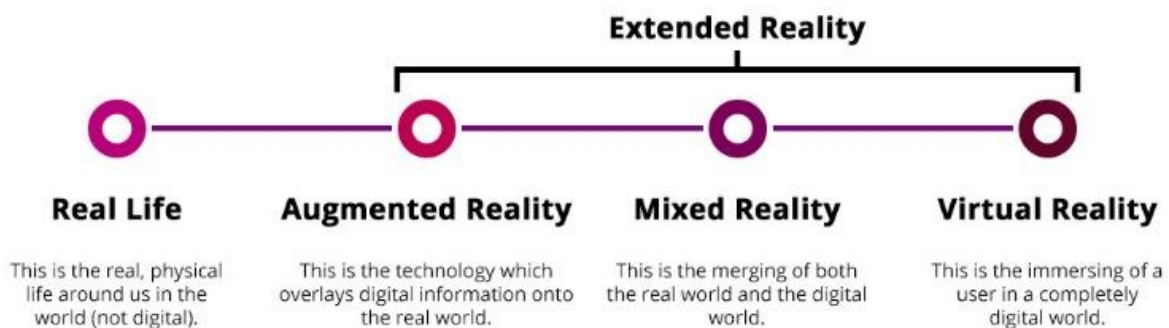 Extended Reality
Real Life
This is the real, physical
life around us in the
world (not digital).
Augmented Reality
This is the technology which
overlays digital information onto
the real world.
Mixed Reality
This is the merging of both
the real world and the digital
world.
Virtual Reality
This is the immersing of a
user in a completely
digital world.